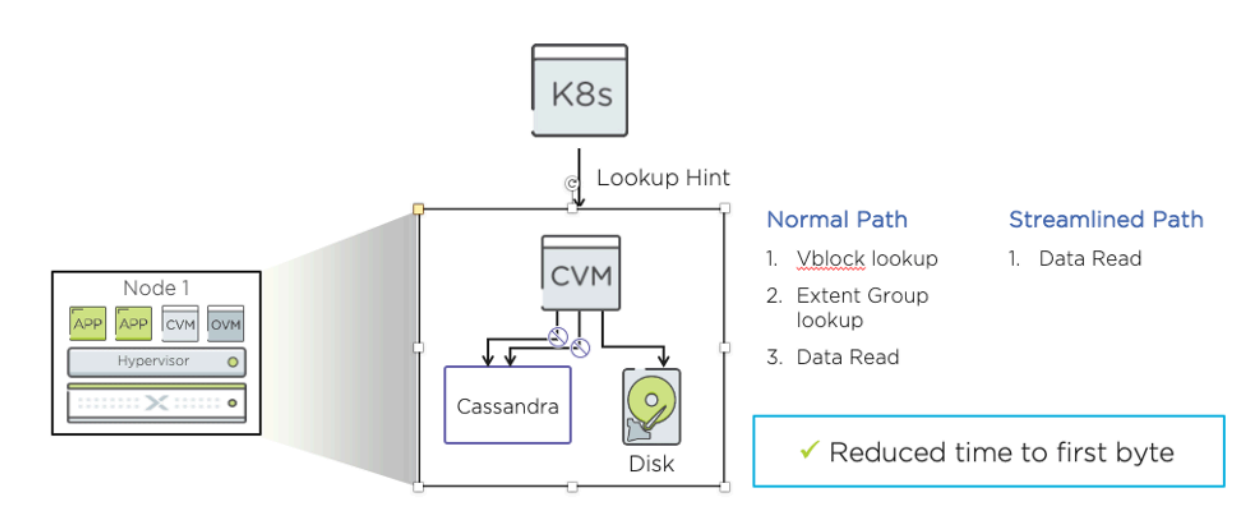 K8s
Lookup Hint
Normal Path
1. Vblock lookup
2. Extent Group
lookup
3. Data Read
Streamlined Path
1. Data Read
Node 1
APP APP CVM OVM
Hypervisor
CVM
Cassandra
Disk
Reduced time to first byte